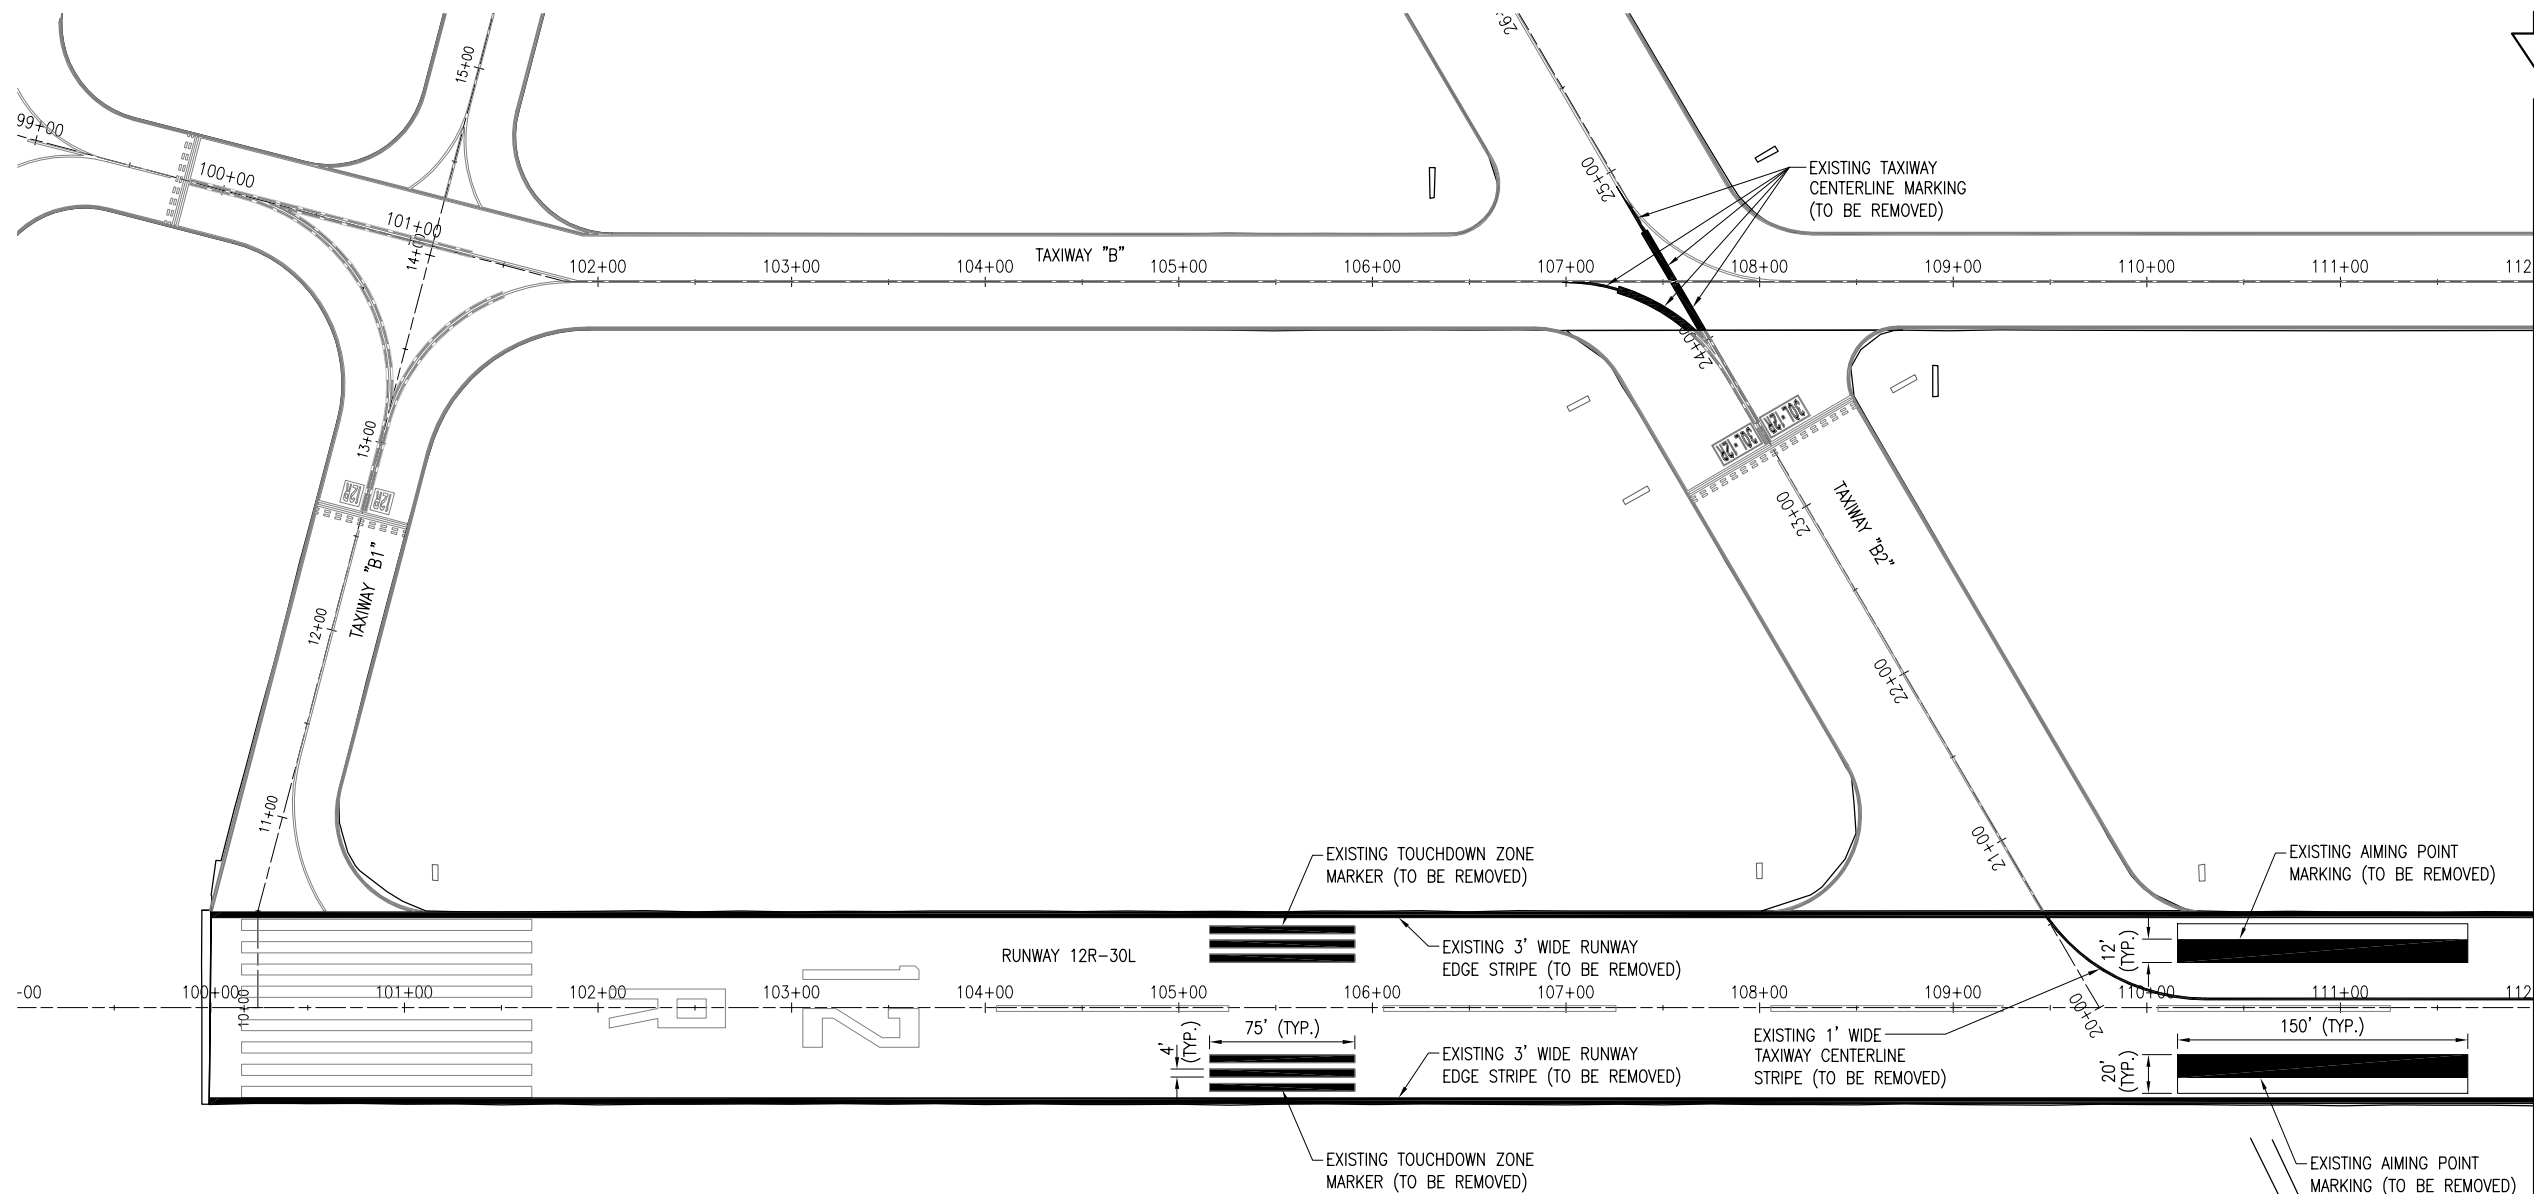 26+
15+00
99+00
100+00
101+00
14+00
25+00
EXISTING TAXIWAY
CENTERLINE MARKING
(TO BE REMOVED)
TAXIWAY "B"
102+00
103+00
104+00
105+00
106+00
107+00
108+00
109+00
110+00
111+00
112
24+00
30L-12R
30L-12R
13+00
12R
12R
TAXIWAY "B1"
23+00
TAXIWAY "B2"
12+00
22+00
11+00
21+00
EXISTING TOUCHDOWN ZONE
MARKER (TO BE REMOVED)
EXISTING AIMING POINT
MARKING (TO BE REMOVED)
RUNWAY 12R-30L
EXISTING 3' WIDE RUNWAY
EDGE STRIPE (TO BE REMOVED)
12'
(TYP.)
-00
100+00
101+00
102+00
103+00
104+00
105+00
106+00
107+00
108+00
109+00
110+00
111+00
112
10+00
20+00
12
R
4'
(TYP.)
75' (TYP.)
EXISTING 3' WIDE RUNWAY
EDGE STRIPE (TO BE REMOVED)
EXISTING 1' WIDE
TAXIWAY CENTERLINE
STRIPE (TO BE REMOVED)
150' (TYP.)
20'
(TYP.)
EXISTING TOUCHDOWN ZONE
MARKER (TO BE REMOVED)
EXISTING AIMING POINT
MARKING (TO BE REMOVED)